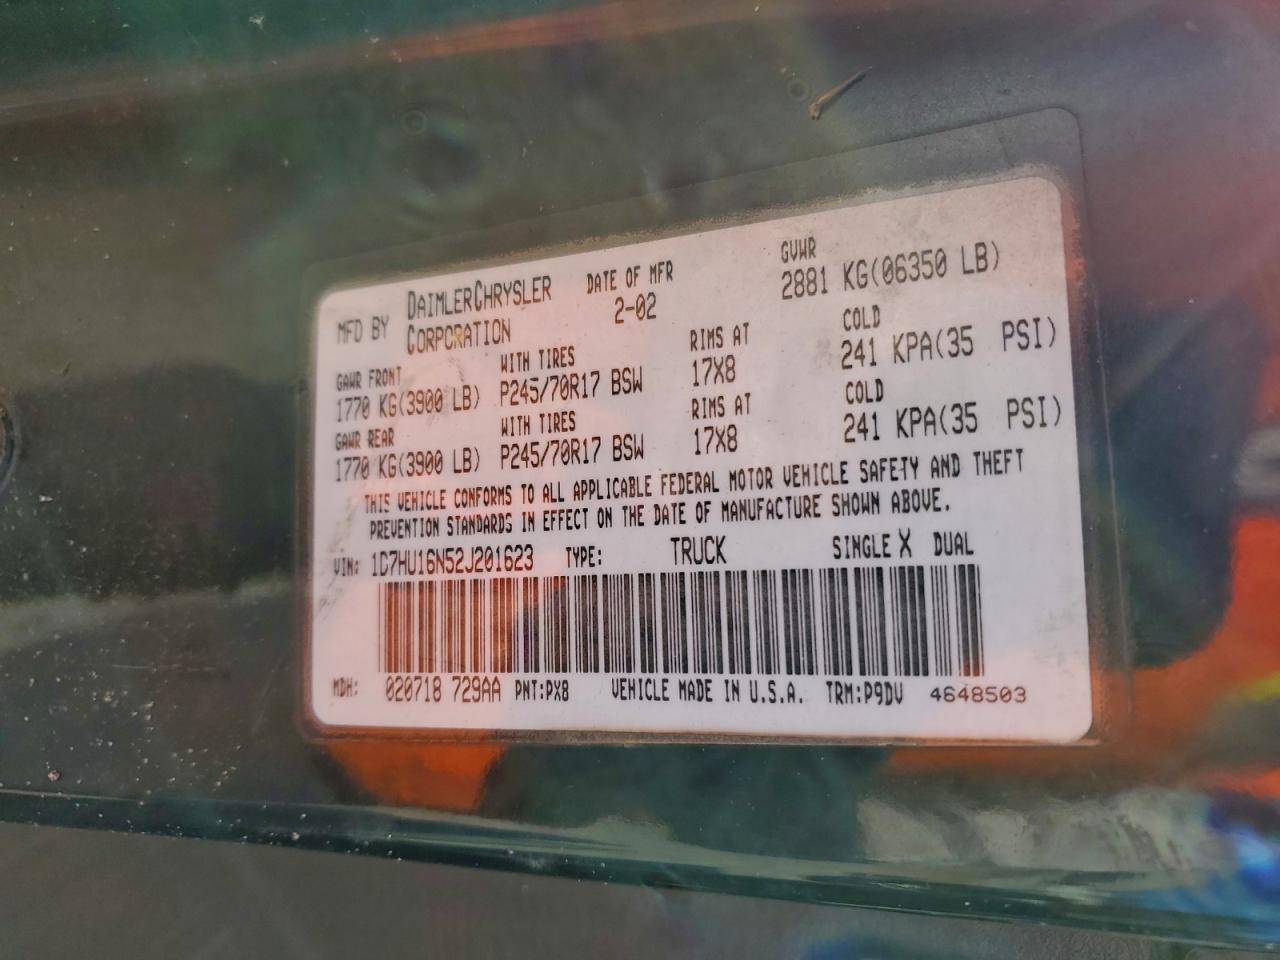 MFD BY DAIMLERCHRYSLER CORPORATION DATE OF MFR 2-02 GVWR 2881 KG(06350 LB)
GAWR FRONT WITH TIRES RIMS AT COLD
1770 KG(3900 LB) P245/70R17 BSW 17X8 241 KPA(35 PSI)
GAWR REAR WITH TIRES RIMS AT COLD
1770 KG(3900 LB) P245/70R17 BSW 17X8 241 KPA(35 PSI)
THIS VEHICLE CONFORMS TO ALL APPLICABLE FEDERAL MOTOR VEHICLE SAFETY AND THEFT
PREVENTION STANDARDS IN EFFECT ON THE DATE OF MANUFACTURE SHOWN ABOVE.
VIN: 1D7HU16N52J201623 TYPE: TRUCK SINGLE X DUAL
MDH: 020718 729AA PNT:PX8 VEHICLE MADE IN U.S.A. TRM:P9DV 4648503